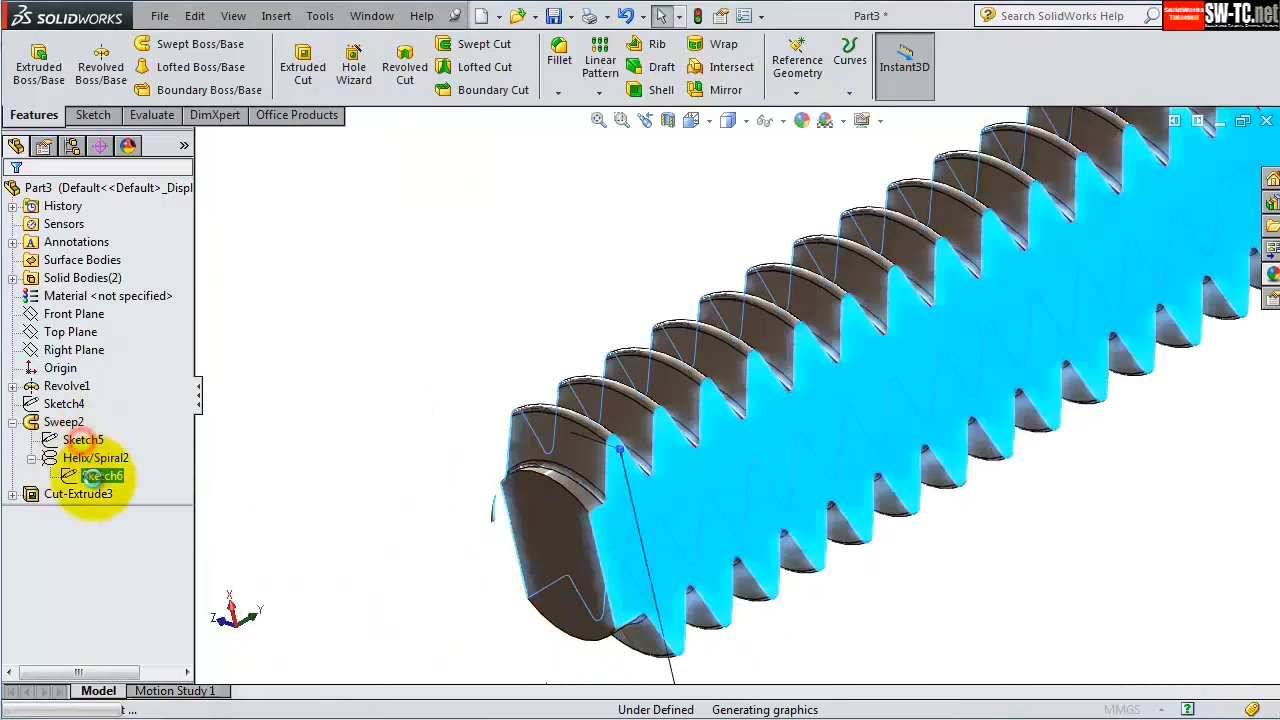 SOLIDWORKS
File Edit View Insert Tools Window Help
Part3 *
Search SolidWorks Help
SolidWorks Tutorial!
SW-TC.net
Extruded Boss/Base
Revolved Boss/Base
Swept Boss/Base
Lofted Boss/Base
Boundary Boss/Base
Extruded Cut
Hole Wizard
Revolved Cut
Swept Cut
Lofted Cut
Boundary Cut
Fillet
Linear Pattern
Rib
Draft
Shell
Wrap
Intersect
Mirror
Reference Geometry
Curves
Instant3D
Features Sketch Evaluate DimXpert Office Products
Part3 (Default<<Default>_Displ
History
Sensors
Annotations
Surface Bodies
Solid Bodies(2)
Material <not specified>
Front Plane
Top Plane
Right Plane
Origin
Revolve1
Sketch4
Sweep2
Sketch5
Helix/Spiral2
Sketch6
Cut-Extrude3
X
Y
Z
Model Motion Study 1
t ...
Under Defined
Generating graphics
MMGS